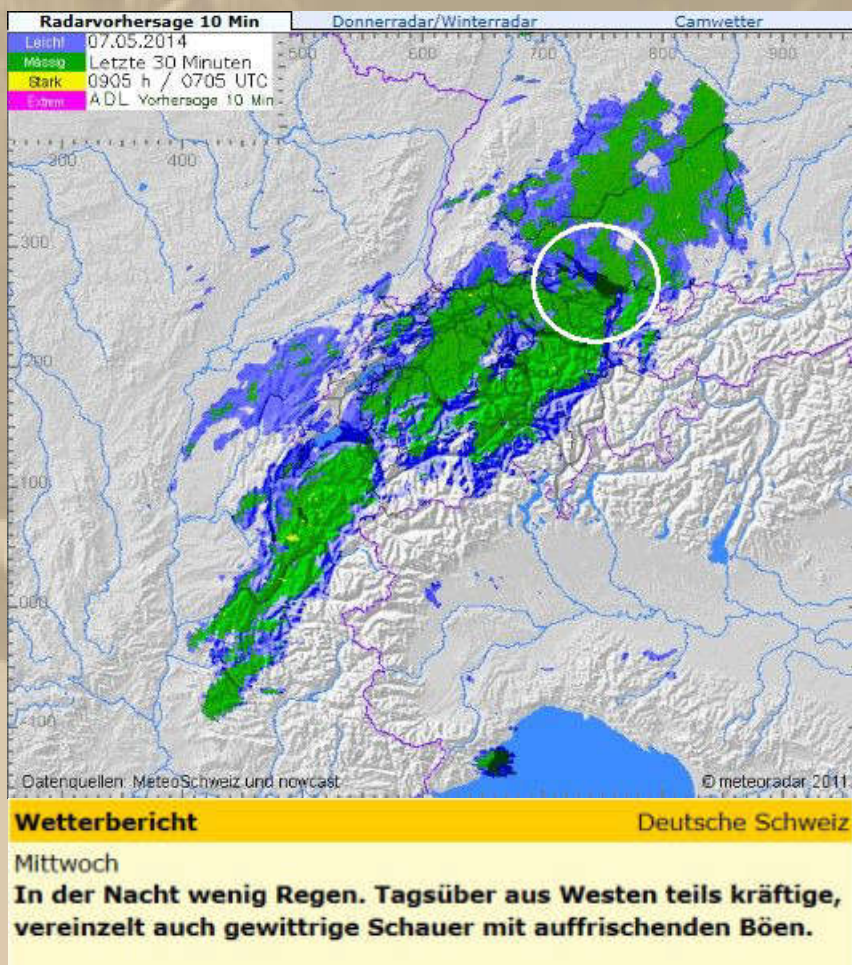 Radarvorhersage 10 Min
Donnerradar/Winterradar
Camwetter
Leicht 07.05.2014
Mässig Letzte 30 Minuten
Stark 0905 h / 0705 UTC
Extrem ADL Vorhersage 10 Min
500 600 700 800 900
300 400
300
200
100
000
-100
Datenquellen: MeteoSchweiz und nowcast
© meteoradar 2011
Wetterbericht
Deutsche Schweiz
Mittwoch
In der Nacht wenig Regen. Tagsüber aus Westen teils kräftige,
vereinzelt auch gewittrige Schauer mit auffrischenden Böen.